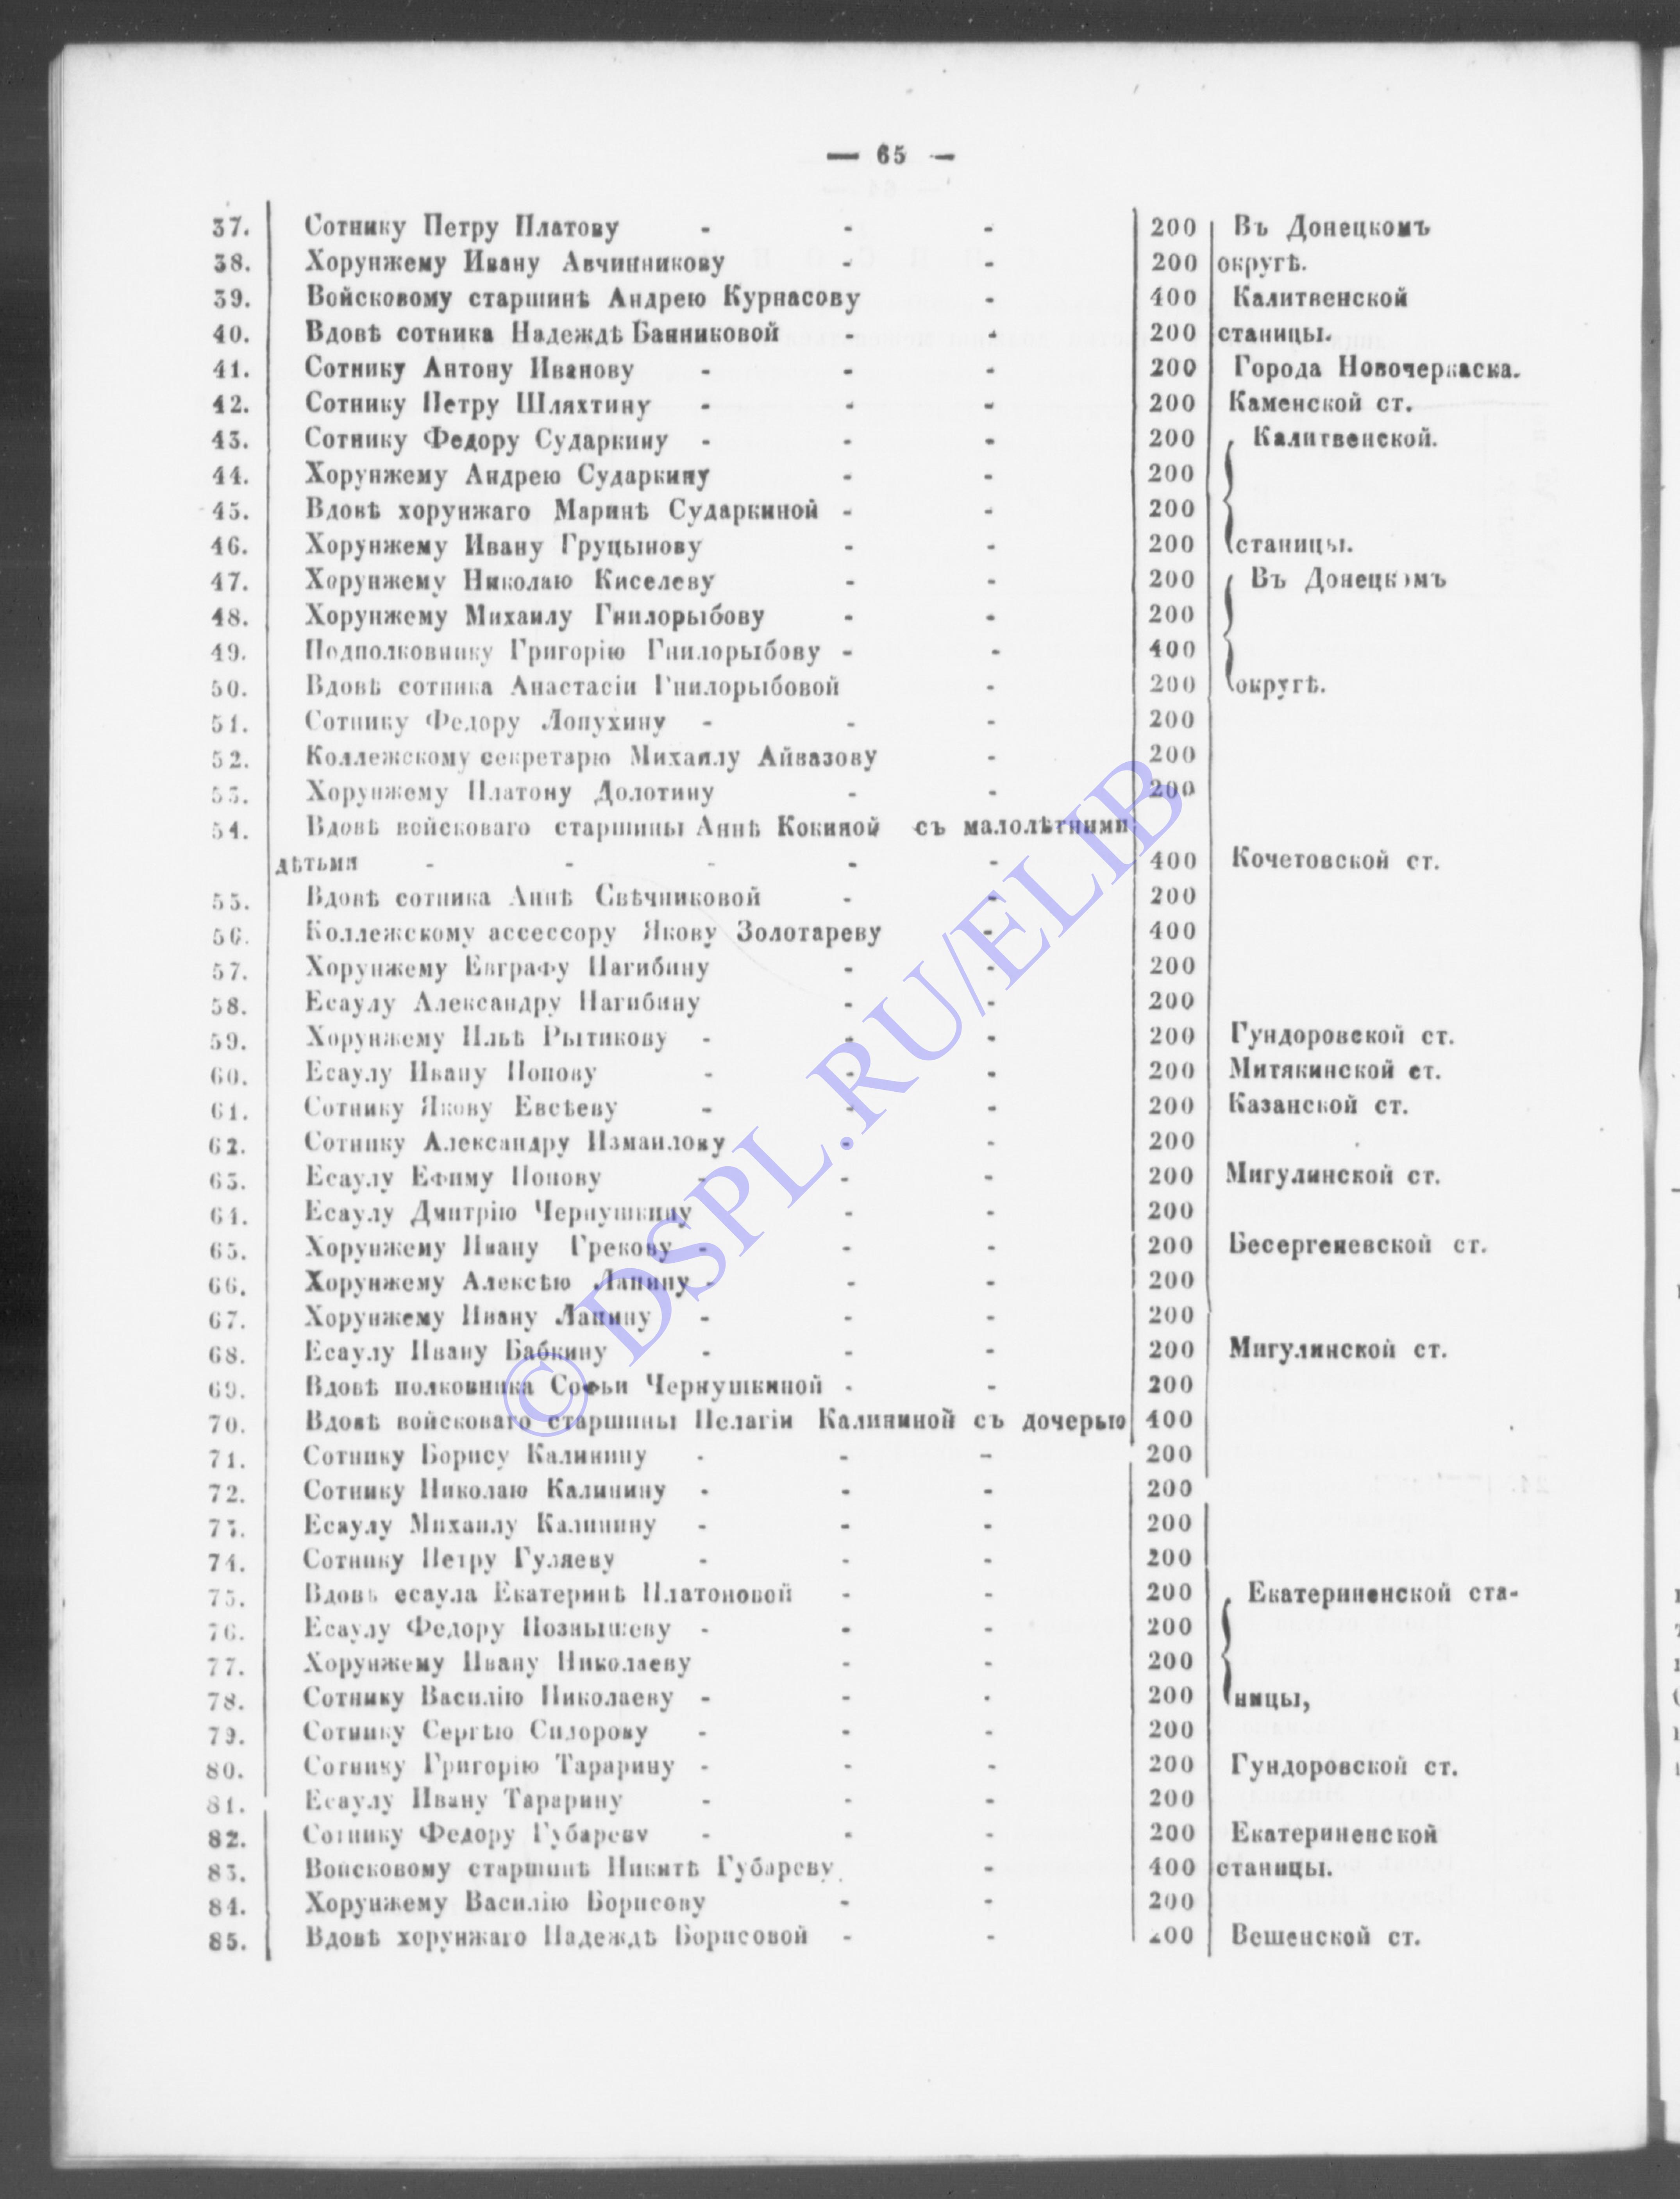 — 65 —
37. Сотнику Петру Платову - - - 200 Въ Донецкомъ
38. Хорунжему Ивану Авчинникову - - 200 округѣ.
39. Войсковому старшинѣ Андрею Курнасову - 400 Калитвенской
40. Вдовѣ сотника Надеждѣ Банниковой - - 200 станицы.
41. Сотнику Антону Иванову - - - 200 Города Новочеркаска.
42. Сотнику Петру Шляхтину - - - 200 Каменской ст.
43. Сотнику Федору Сударкину - - - 200 Калитвенской.
44. Хорунжему Андрею Сударкину - - 200
45. Вдовѣ хорунжаго Маринѣ Сударкиной - - 200
46. Хорунжему Ивану Груцынову - - 200 станицы.
47. Хорунжему Николаю Киселеву - - 200 Въ Донецкомъ
48. Хорунжему Михаилу Гнилорыбову - - 200
49. Подполковнику Григорію Гнилорыбову - - 400
50. Вдовѣ сотника Анастасіи Гнилорыбовой - 200 округѣ.
51. Сотнику Федору Лопухину - - - 200
52. Коллежскому секретарю Михаилу Айвазову - 200
53. Хорунжему Платону Долотину - - 200
54. Вдовѣ войсковаго старшины Аннѣ Кокиной съ малолѣтними
дѣтьми - - - - - 400 Кочетовской ст.
55. Вдовѣ сотника Аннѣ Свѣчниковой - - 200
56. Коллежскому ассессору Якову Золотареву - 400
57. Хорунжему Евграфу Нагибину - - 200
58. Есаулу Александру Нагибину - - 200
59. Хорунжему Ильѣ Рытикову - - - 200 Гундоровской ст.
60. Есаулу Ивану Попову - - - 200 Митякинской ст.
61. Сотнику Якову Евсѣеву - - - 200 Казанской ст.
62. Сотнику Александру Измаилову - - 200
63. Есаулу Ефиму Попову - - - 200 Мигулинской ст.
64. Есаулу Дмитрію Чернушкину - - 200
65. Хорунжему Ивану Грекову - - - 200 Бесергеневской ст.
66. Хорунжему Алексѣю Лапину - - - 200
67. Хорунжему Ивану Лапину - - - 200
68. Есаулу Ивану Бабкину - - - 200 Мигулинской ст.
69. Вдовѣ полковника Софьи Чернушкиной - - 200
70. Вдовѣ войсковаго старшины Пелагіи Калининой съ дочерью 400
71. Сотнику Борису Калинину - - - 200
72. Сотнику Николаю Калинину - - - 200
73. Есаулу Михаилу Калинину - - - 200
74. Сотнику Петру Гуляеву - - - 200
75. Вдовѣ есаула Екатеринѣ Платоновой - - 200 Екатериненской ста-
76. Есаулу Федору Познышеву - - - 200
77. Хорунжему Ивану Николаеву - - 200
78. Сотнику Василію Николаеву - - - 200 ницы,
79. Сотнику Сергѣю Сидорову - - - 200
80. Сотнику Григорію Тарарину - - - 200 Гундоровской ст.
81. Есаулу Ивану Тарарину - - - 200
82. Сотнику Федору Губареву - - - 200 Екатериненской
83. Войсковому старшинѣ Никитѣ Губареву - 400 станицы.
84. Хорунжему Василію Борисову - - 200
85. Вдовѣ хорунжаго Надеждѣ Борисовой - - 200 Вешенской ст.
© DSPL.RU/ELIB